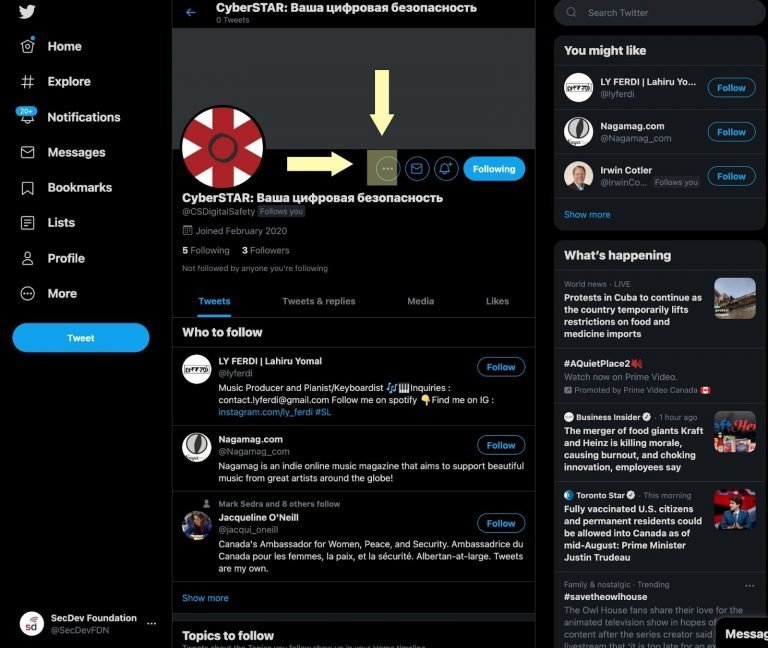 CyberSTAR: Ваша цифровая безопасность
0 Tweets
Home
Explore
20+
Notifications
Messages
Bookmarks
Lists
Profile
More
Tweet
SecDev Foundation
@SecDevFDN
Following
CyberSTAR: Ваша цифровая безопасность
@CSDigitalSafety Follows you
Joined February 2020
5 Following 3 Followers
Not followed by anyone you're following
Tweets Tweets & replies Media Likes
Who to follow
LY FERDI | Lahiru Yomal
@lyferdi
Follow
Music Producer and Pianist/Keyboardist 🎶🎹Inquiries :
contact.lyferdi@gmail.com Follow me on spotify 👇Find me on IG :
instagram.com/ly_ferdi #SL
Nagamag.com
@Nagamag_com
Follow
Nagamag is an indie online music magazine that aims to support beautiful
music from great artists around the globe!
Mark Sedra and 8 others follow
Jacqueline O'Neill
@jacqui_oneill
Follow
Canada's Ambassador for Women, Peace, and Security. Ambassadrice du
Canada pour les femmes, la paix, et la sécurité. Albertan-at-large. Tweets
are my own.
Show more
Topics to follow
Search Twitter
You might like
LY FERDI | Lahiru Yo...
@lyferdi
Follow
Nagamag.com
@Nagamag_com
Follow
Irwin Cotler
@IrwinCo... Follows you
Follow
Show more
What's happening
World news · LIVE
Protests in Cuba to continue as
the country temporarily lifts
restrictions on food and
medicine imports
#AQuietPlace2
Watch now on Prime Video.
Promoted by Prime Video Canada 🇨🇦
Business Insider · 1 hour ago
The merger of food giants Kraft
and Heinz is killing morale,
causing burnout, and choking
innovation, employees say
Toronto Star · This morning
Fully vaccinated U.S. citizens
and permanent residents could
be allowed into Canada as of
mid-August: Prime Minister
Justin Trudeau
Family & nostalgic · Trending
#savetheowlhouse
The Owl House fans share their love for the
animated television show in hopes of
content after the series creator said
livestream that 'it is too late for an ex
Messag